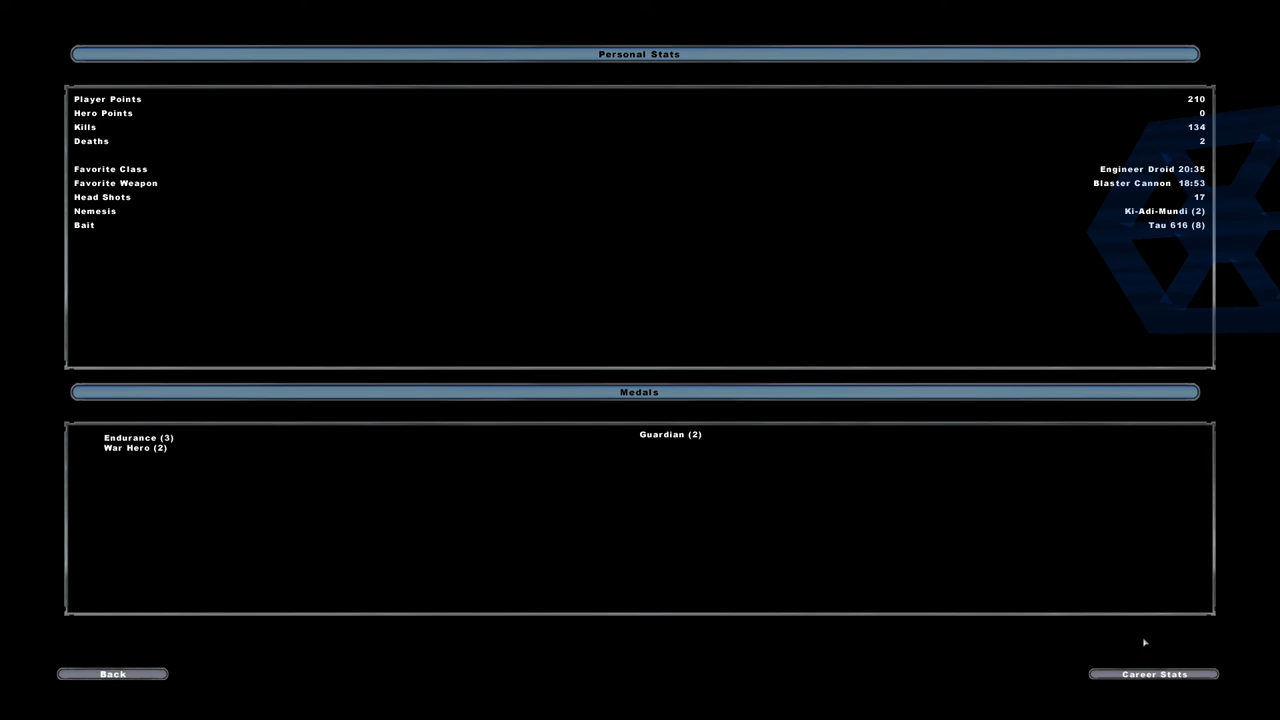 Personal Stats
Player Points 210
Hero Points 0
Kills 134
Deaths 2
Favorite Class Engineer Droid 20:35
Favorite Weapon Blaster Cannon 18:53
Head Shots 17
Nemesis Ki-Adi-Mundi (2)
Bait Tau 616 (8)
Medals
Endurance (3) Guardian (2)
War Hero (2)
Back Career Stats